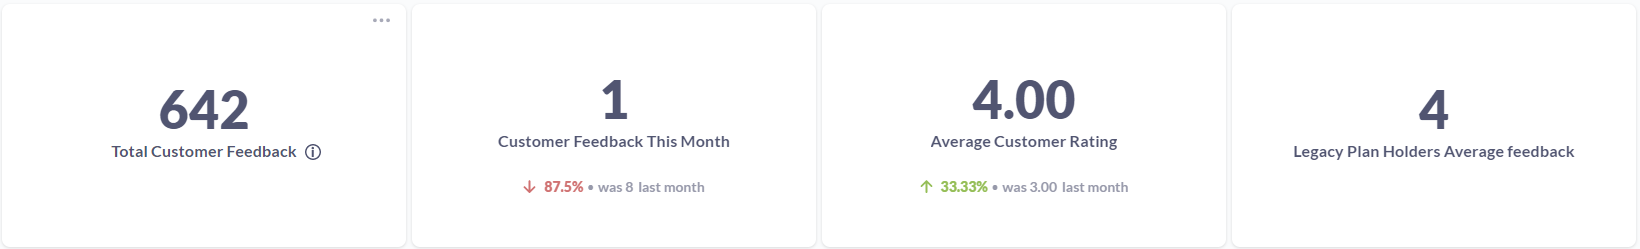 642
Total Customer Feedback
1
Customer Feedback This Month
↓ 87.5% • was 8 last month
4.00
Average Customer Rating
↑ 33.33% • was 3.00 last month
4
Legacy Plan Holders Average feedback